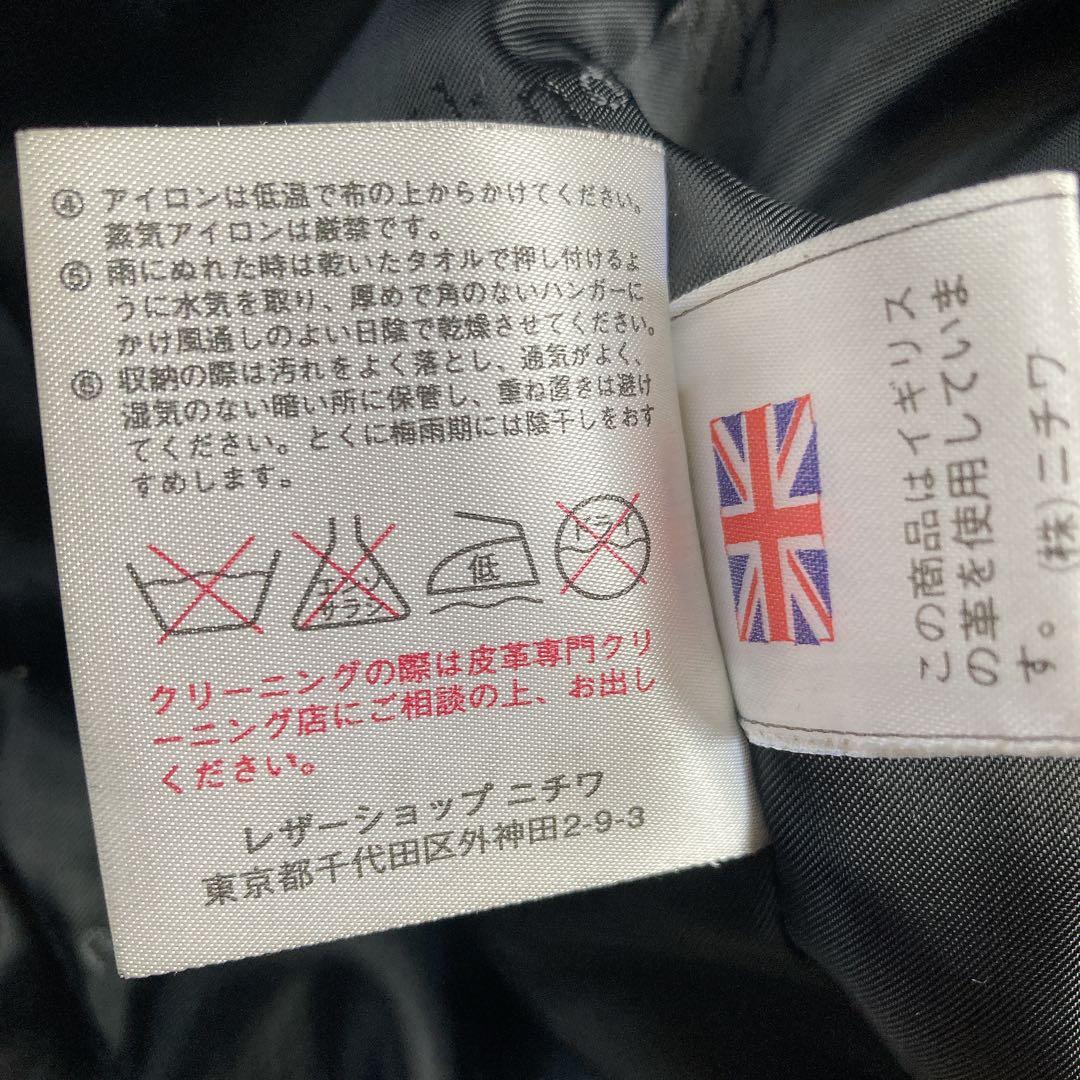 ④ アイロンは低温で布の上からかけてください。
蒸気アイロンは厳禁です。
⑤ 雨にぬれた時は乾いたタオルで押し付けるよ
うに水気を取り、厚めで角のないハンガーに
かけ風通しのよい日陰で乾燥させてください。
⑥ 収納の際は汚れをよく落とし、通気がよく、
湿気のない暗い所に保管し、重ね置きは避け
てください。とくに梅雨期には陰干しをおす
すめします。
エンソ
サラシ
低
ドライ
クリーニングの際は皮革専門クリ
ーニング店にご相談の上、お出し
ください。
レザーショップ ニチワ
東京都千代田区外神田2-9-3
この商品はイギリス
の革を使用していま
す。(株)ニチワ